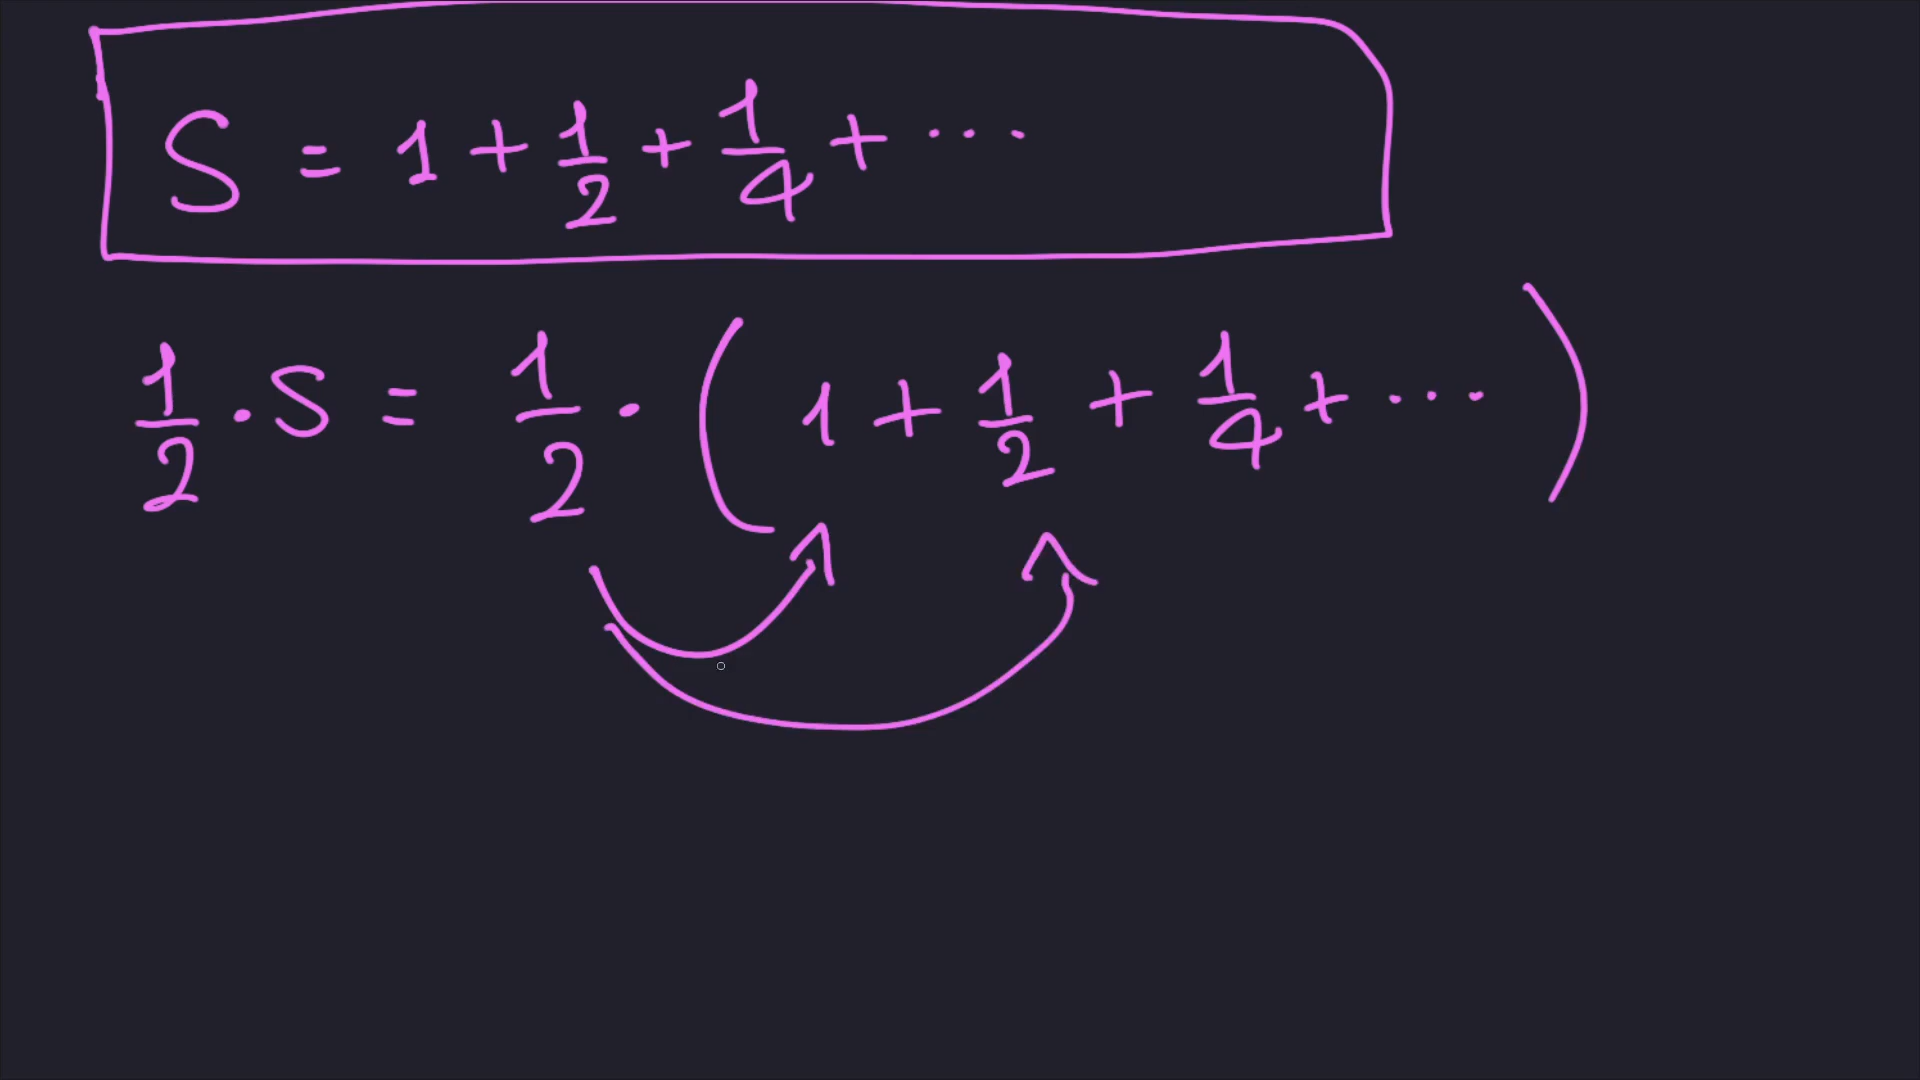 S = 1 + 1/2 + 1/4 + ...
1/2 · S = 1/2 · ( 1 + 1/2 + 1/4 + ... )